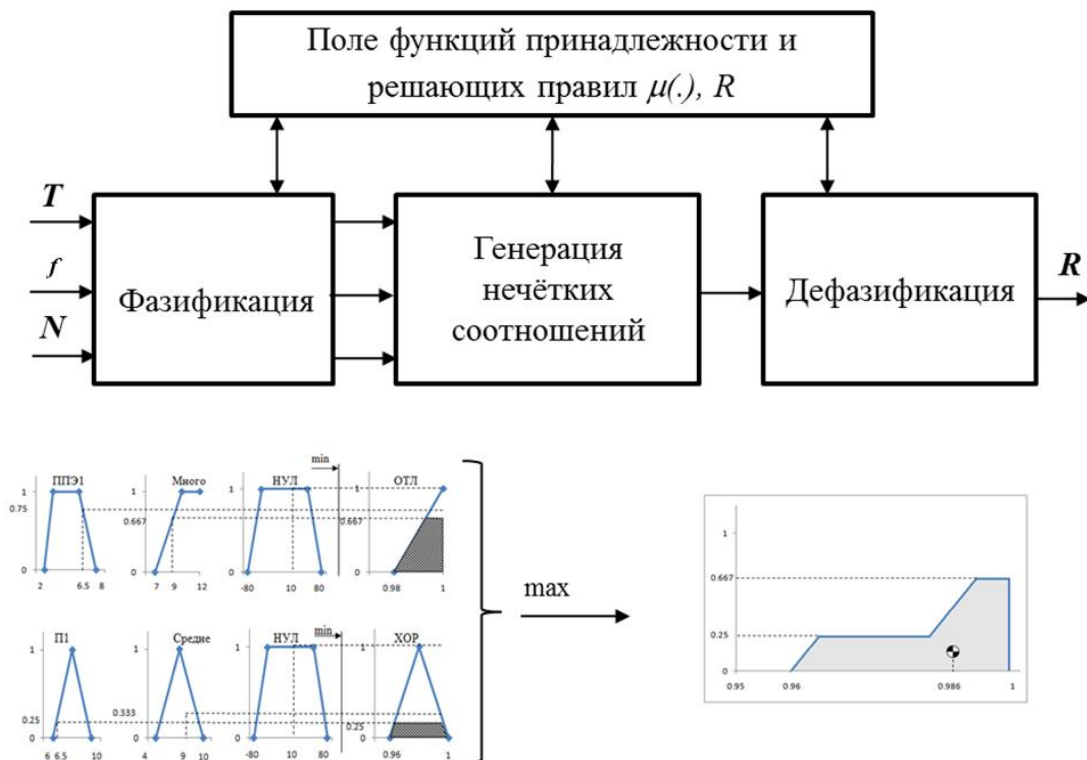 Поле функций принадлежности и
решающих правил μ(.), R
T
f
N
Фазификация
Генерация
нечётких
соотношений
Дефазификация
R
ППЭ1
Много
НУЛ
min
ОТЛ
1
1
1
1
0.75
0.667
0.667
0
0
0
0
2 6.5 8
7 9 12
-80 10 80
0.98 1
max
П1
Средне
НУЛ
min
ХОР
1
1
1
1
0.25
0.333
0.25
0
0
0
0
6 6.5 10
4 9 10
-80 10 80
0.96 1
1
0.667
0.25
0
0.95 0.96 0.986 1